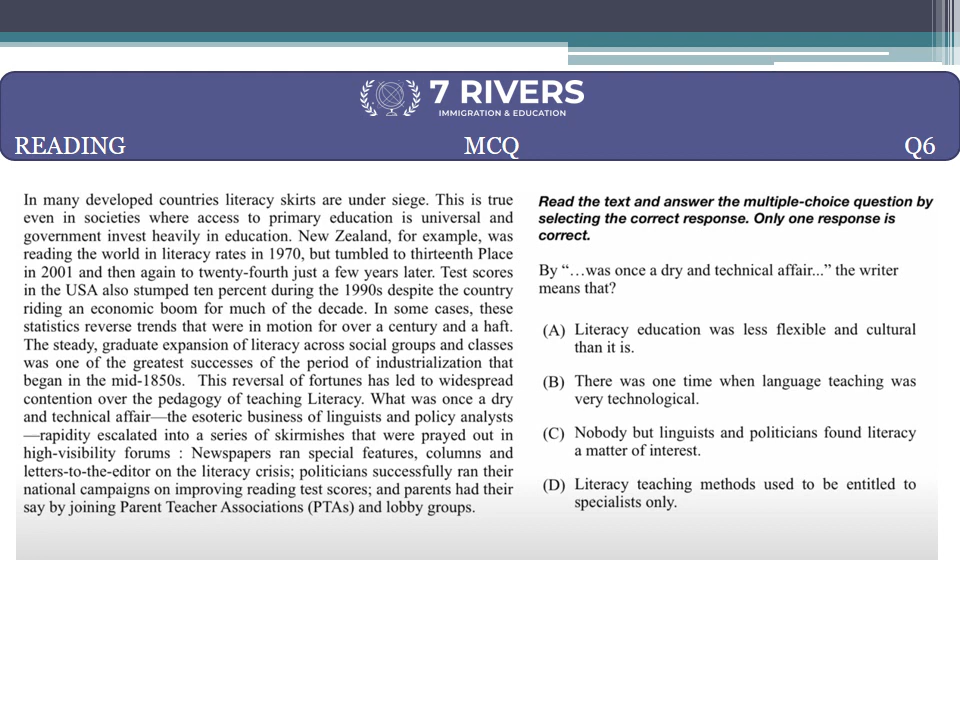 7 RIVERS
IMMIGRATION & EDUCATION
READING MCQ Q6
In many developed countries literacy skirts are under siege. This is true
even in societies where access to primary education is universal and
government invest heavily in education. New Zealand, for example, was
reading the world in literacy rates in 1970, but tumbled to thirteenth Place
in 2001 and then again to twenty-fourth just a few years later. Test scores
in the USA also stumped ten percent during the 1990s despite the country
riding an economic boom for much of the decade. In some cases, these
statistics reverse trends that were in motion for over a century and a haft.
The steady, graduate expansion of literacy across social groups and classes
was one of the greatest successes of the period of industrialization that
began in the mid-1850s. This reversal of fortunes has led to widespread
contention over the pedagogy of teaching Literacy. What was once a dry
and technical affair—the esoteric business of linguists and policy analysts
—rapidity escalated into a series of skirmishes that were prayed out in
high-visibility forums : Newspapers ran special features, columns and
letters-to-the-editor on the literacy crisis; politicians successfully ran their
national campaigns on improving reading test scores; and parents had their
say by joining Parent Teacher Associations (PTAs) and lobby groups.
Read the text and answer the multiple-choice question by
selecting the correct response. Only one response is
correct.
By “…was once a dry and technical affair...” the writer
means that?
(A) Literacy education was less flexible and cultural
than it is.
(B) There was one time when language teaching was
very technological.
(C) Nobody but linguists and politicians found literacy
a matter of interest.
(D) Literacy teaching methods used to be entitled to
specialists only.